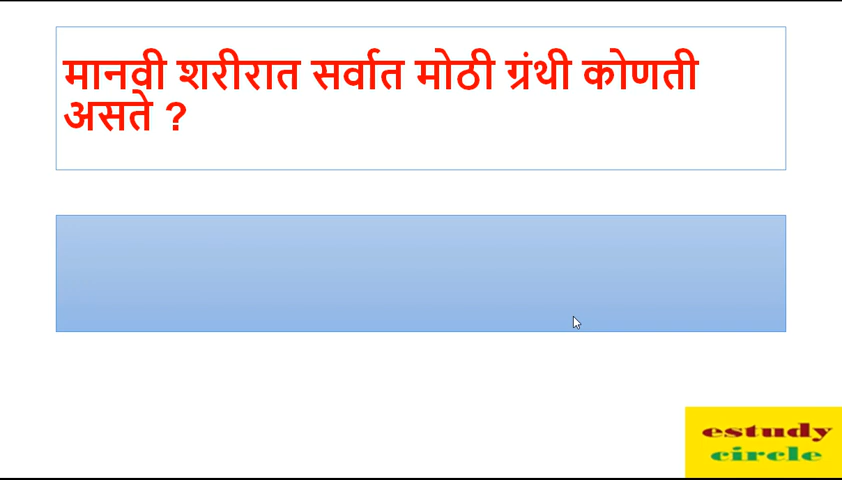 मानवी शरीरात सर्वात मोठी ग्रंथी कोणती
असते ?
estudy
circle